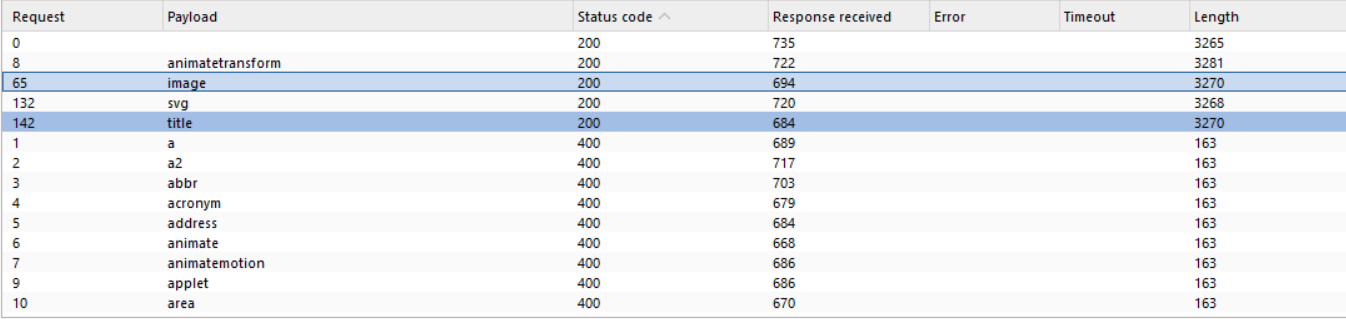 Request Payload Status code Response received Error Timeout Length
0 200 735 3265
8 animatetransform 200 722 3281
65 image 200 694 3270
132 svg 200 720 3268
142 title 200 684 3270
1 a 400 689 163
2 a2 400 717 163
3 abbr 400 703 163
4 acronym 400 679 163
5 address 400 684 163
6 animate 400 668 163
7 animatemotion 400 686 163
9 applet 400 686 163
10 area 400 670 163